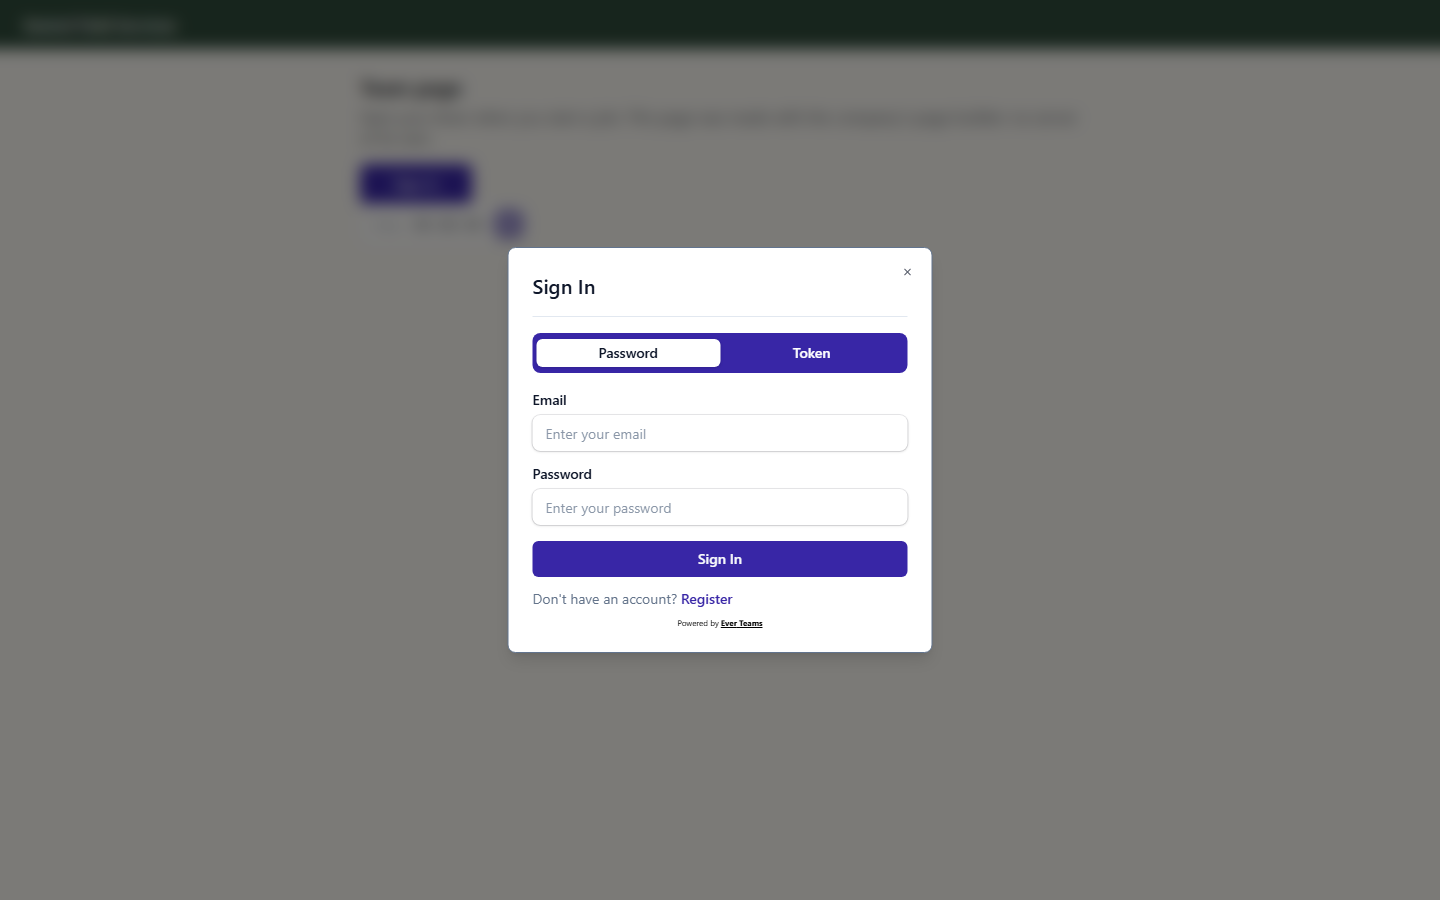 Sign In
×
Password
Token
Email
Enter your email
Password
Enter your password
Sign In
Don't have an account? Register
Powered by Ever Teams